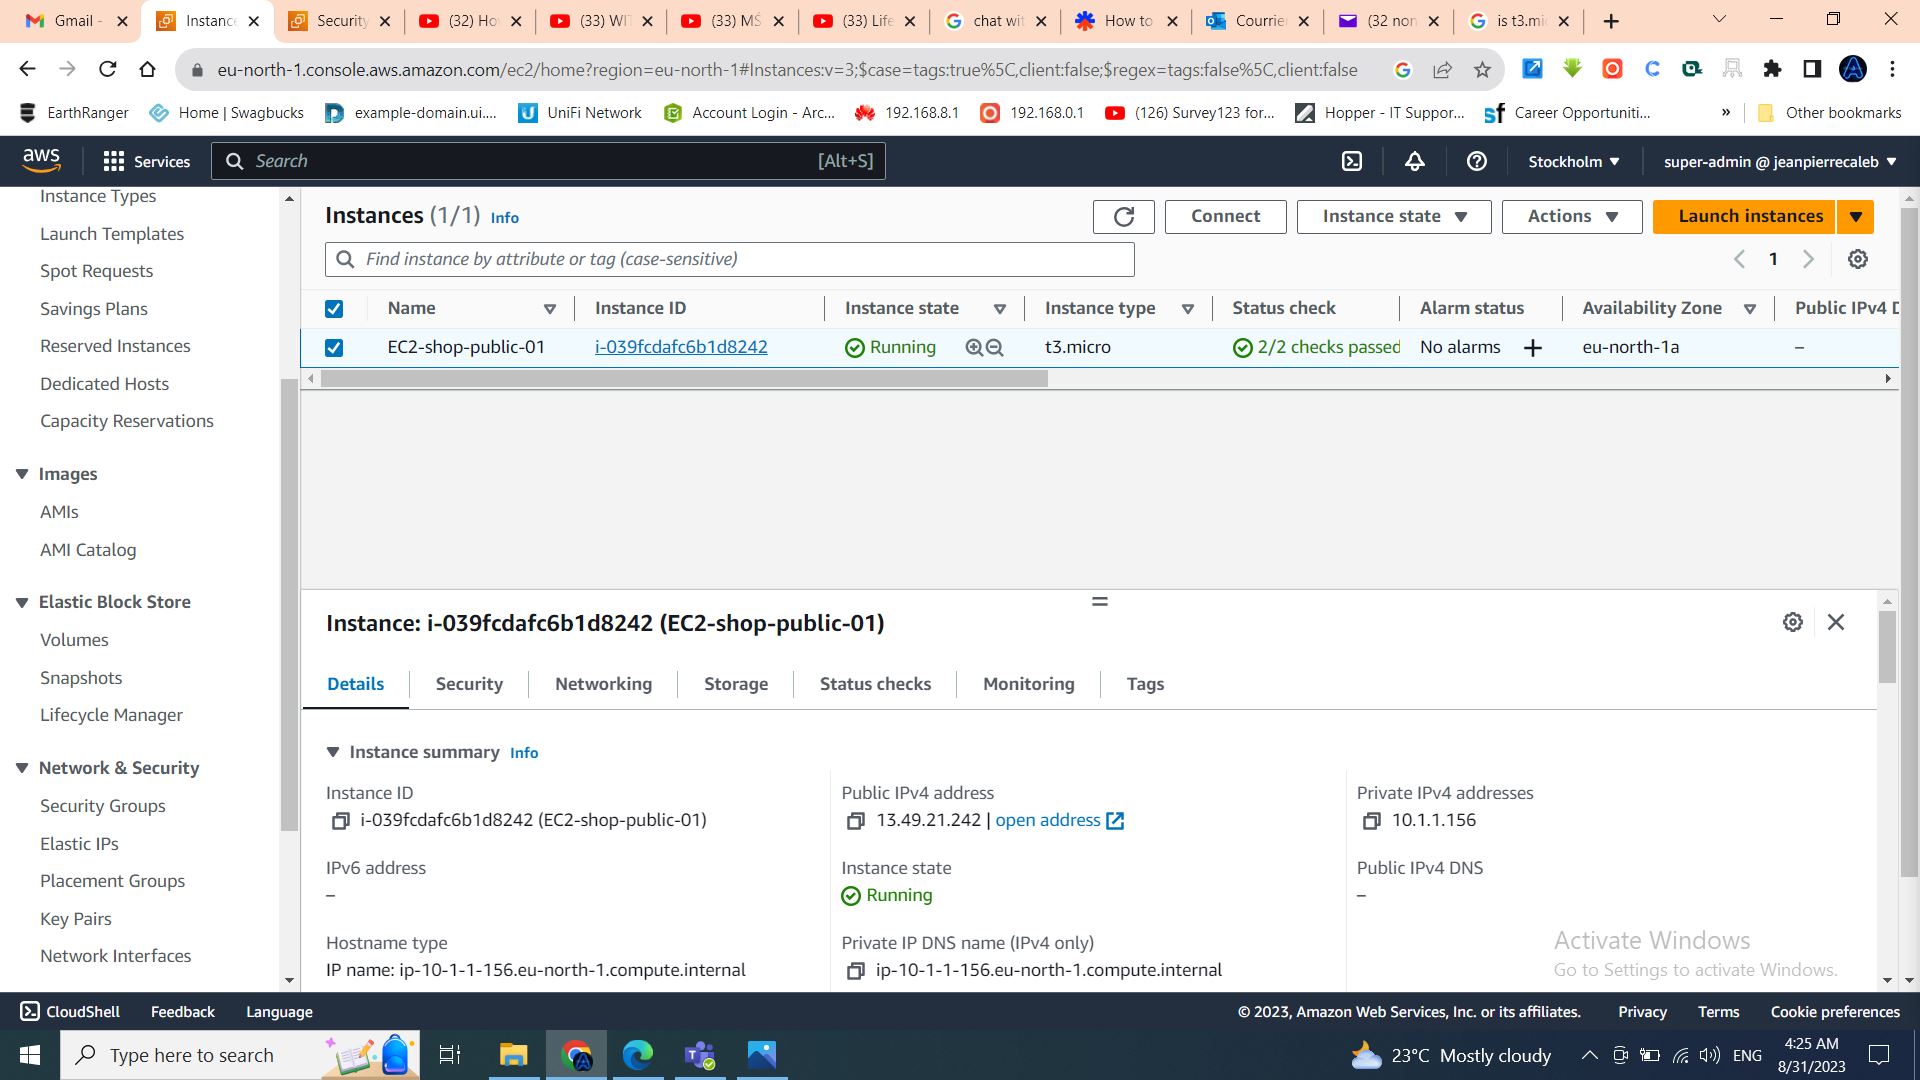 Gmail -
Instance
Security
(32) Ho
(33) WI
(33) MŚ
(33) Life
chat wit
How to
Courrie
(32 non
is t3.mi
eu-north-1.console.aws.amazon.com/ec2/home?region=eu-north-1#Instances:v=3;$case=tags:true%5C,client:false;$regex=tags:false%5C,client:false
EarthRanger
Home | Swagbucks
example-domain.ui....
UniFi Network
Account Login - Arc...
192.168.8.1
192.168.0.1
(126) Survey123 for...
Hopper - IT Suppor...
Career Opportuniti...
»
Other bookmarks
aws
Services
Search
[Alt+S]
Stockholm
super-admin @ jeanpierrecaleb
Instance Types
Launch Templates
Spot Requests
Savings Plans
Reserved Instances
Dedicated Hosts
Capacity Reservations
Images
AMIs
AMI Catalog
Elastic Block Store
Volumes
Snapshots
Lifecycle Manager
Network & Security
Security Groups
Elastic IPs
Placement Groups
Key Pairs
Network Interfaces
Instances (1/1) Info
Connect
Instance state
Actions
Launch instances
Find instance by attribute or tag (case-sensitive)
1
Name
Instance ID
Instance state
Instance type
Status check
Alarm status
Availability Zone
Public IPv4 D
EC2-shop-public-01
i-039fcdafc6b1d8242
Running
t3.micro
2/2 checks passed
No alarms
eu-north-1a
–
Instance: i-039fcdafc6b1d8242 (EC2-shop-public-01)
Details
Security
Networking
Storage
Status checks
Monitoring
Tags
Instance summary Info
Instance ID
i-039fcdafc6b1d8242 (EC2-shop-public-01)
Public IPv4 address
13.49.21.242 | open address
Private IPv4 addresses
10.1.1.156
IPv6 address
–
Instance state
Running
Public IPv4 DNS
–
Hostname type
IP name: ip-10-1-1-156.eu-north-1.compute.internal
Private IP DNS name (IPv4 only)
ip-10-1-1-156.eu-north-1.compute.internal
Activate Windows
Go to Settings to activate Windows.
CloudShell
Feedback
Language
© 2023, Amazon Web Services, Inc. or its affiliates.
Privacy
Terms
Cookie preferences
Type here to search
23°C Mostly cloudy
ENG
4:25 AM
8/31/2023